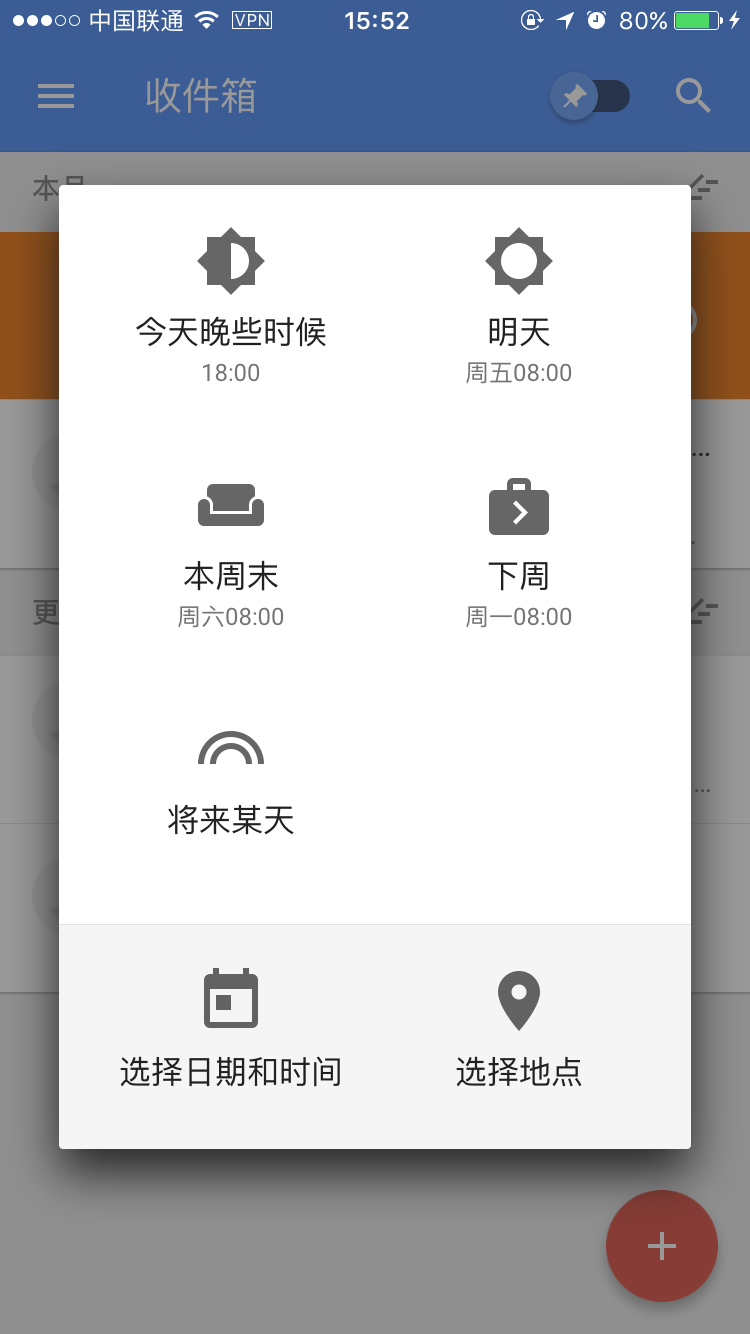 中国联通 VPN 15:52 80%
收件箱
本月
今天晚些时候
18:00
明天
周五08:00
本周末
周六08:00
下周
周一08:00
更
将来某天
选择日期和时间
选择地点